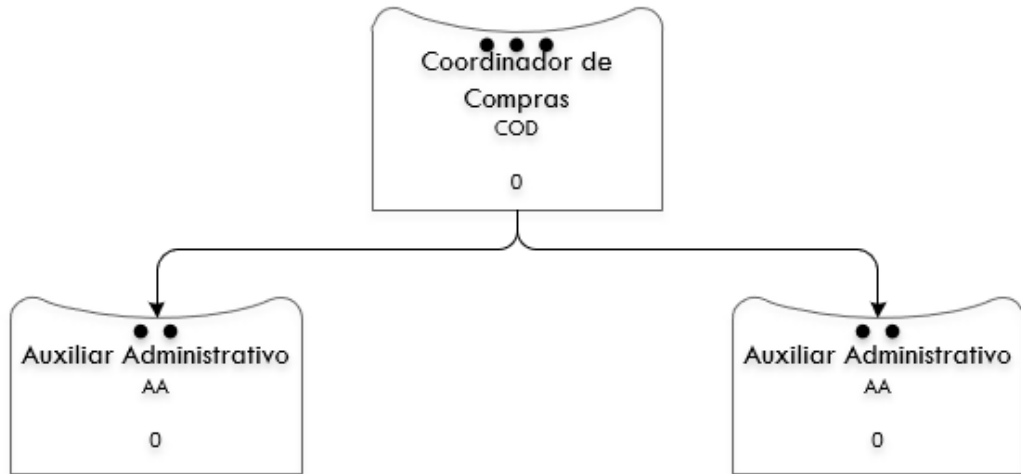 Coordinador de
Compras
COD
0
Auxiliar Administrativo
AA
0
Auxiliar Administrativo
AA
0